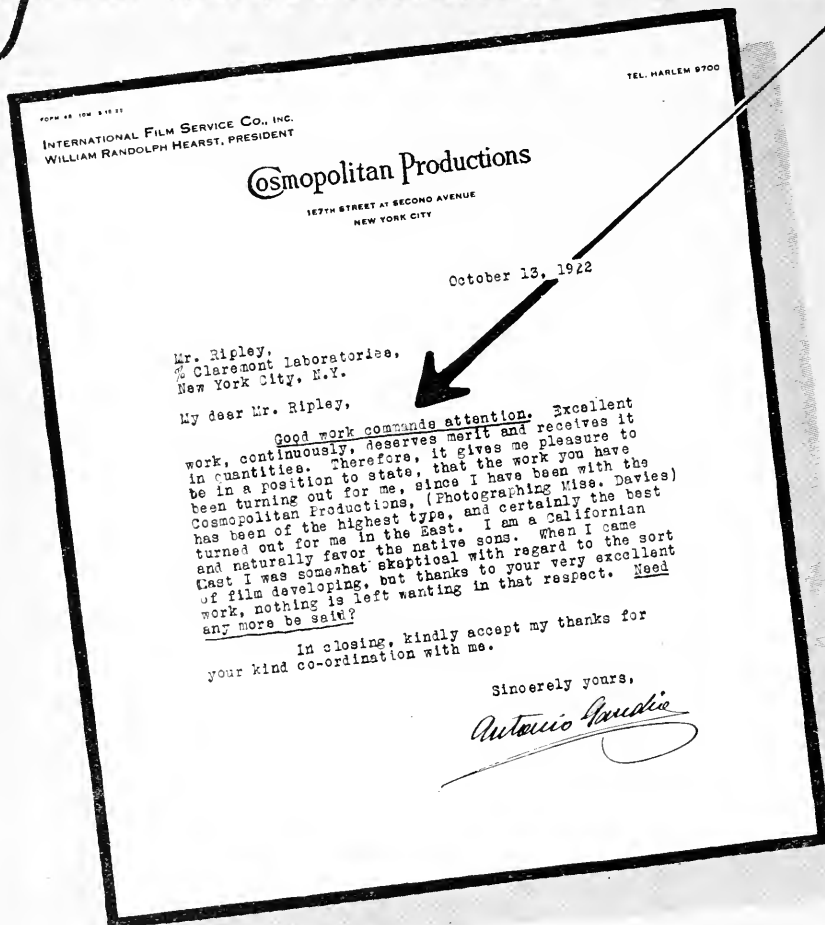 TEL. HARLEM 9700
INTERNATIONAL FILM SERVICE CO., INC.
WILLIAM RANDOLPH HEARST, PRESIDENT
Cosmopolitan Productions
127TH STREET AT SECOND AVENUE
NEW YORK CITY
October 13, 1922
Mr. Ripley,
℅ Claremont Laboratories,
New York City, N.Y.
My dear Mr. Ripley,
Good work commands attention. Excellent
work, continuously, deserves merit and receives it
in quantities. Therefore, it gives me pleasure to
be in a position to state, that the work you have
been turning out for me, since I have been with the
Cosmopolitan Productions, (Photographing Miss. Davies)
has been of the highest type, and certainly the best
turned out for me in the East. I am a Californian
and naturally favor the native sons. When I came
East I was somewhat skeptical with regard to the sort
of film developing, but thanks to your very excellent
work, nothing is left wanting in that respect. Need
any more be said?
In closing, kindly accept my thanks for
your kind co-ordination with me.
Sincerely yours,
Antonio Gaudio